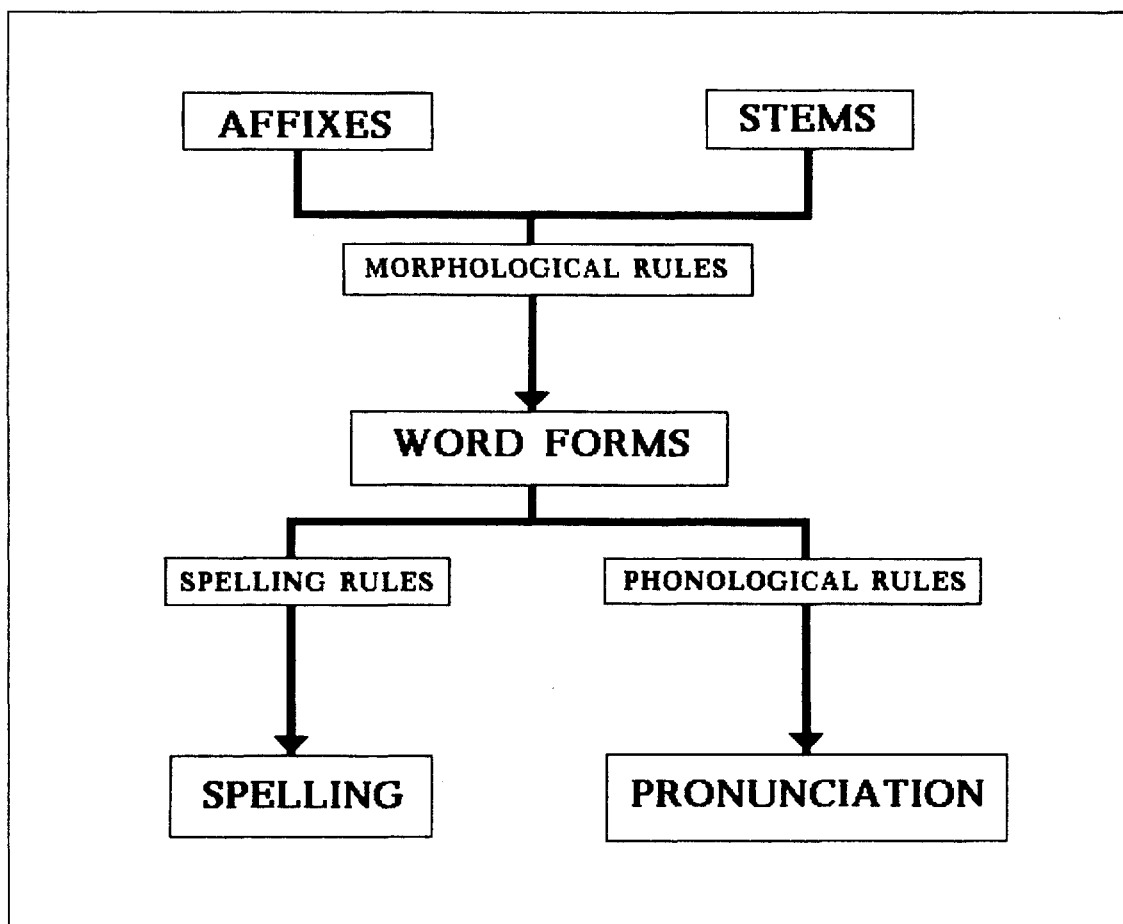 AFFIXES
STEMS
MORPHOLOGICAL RULES
WORD FORMS
SPELLING RULES
PHONOLOGICAL RULES
SPELLING
PRONUNCIATION